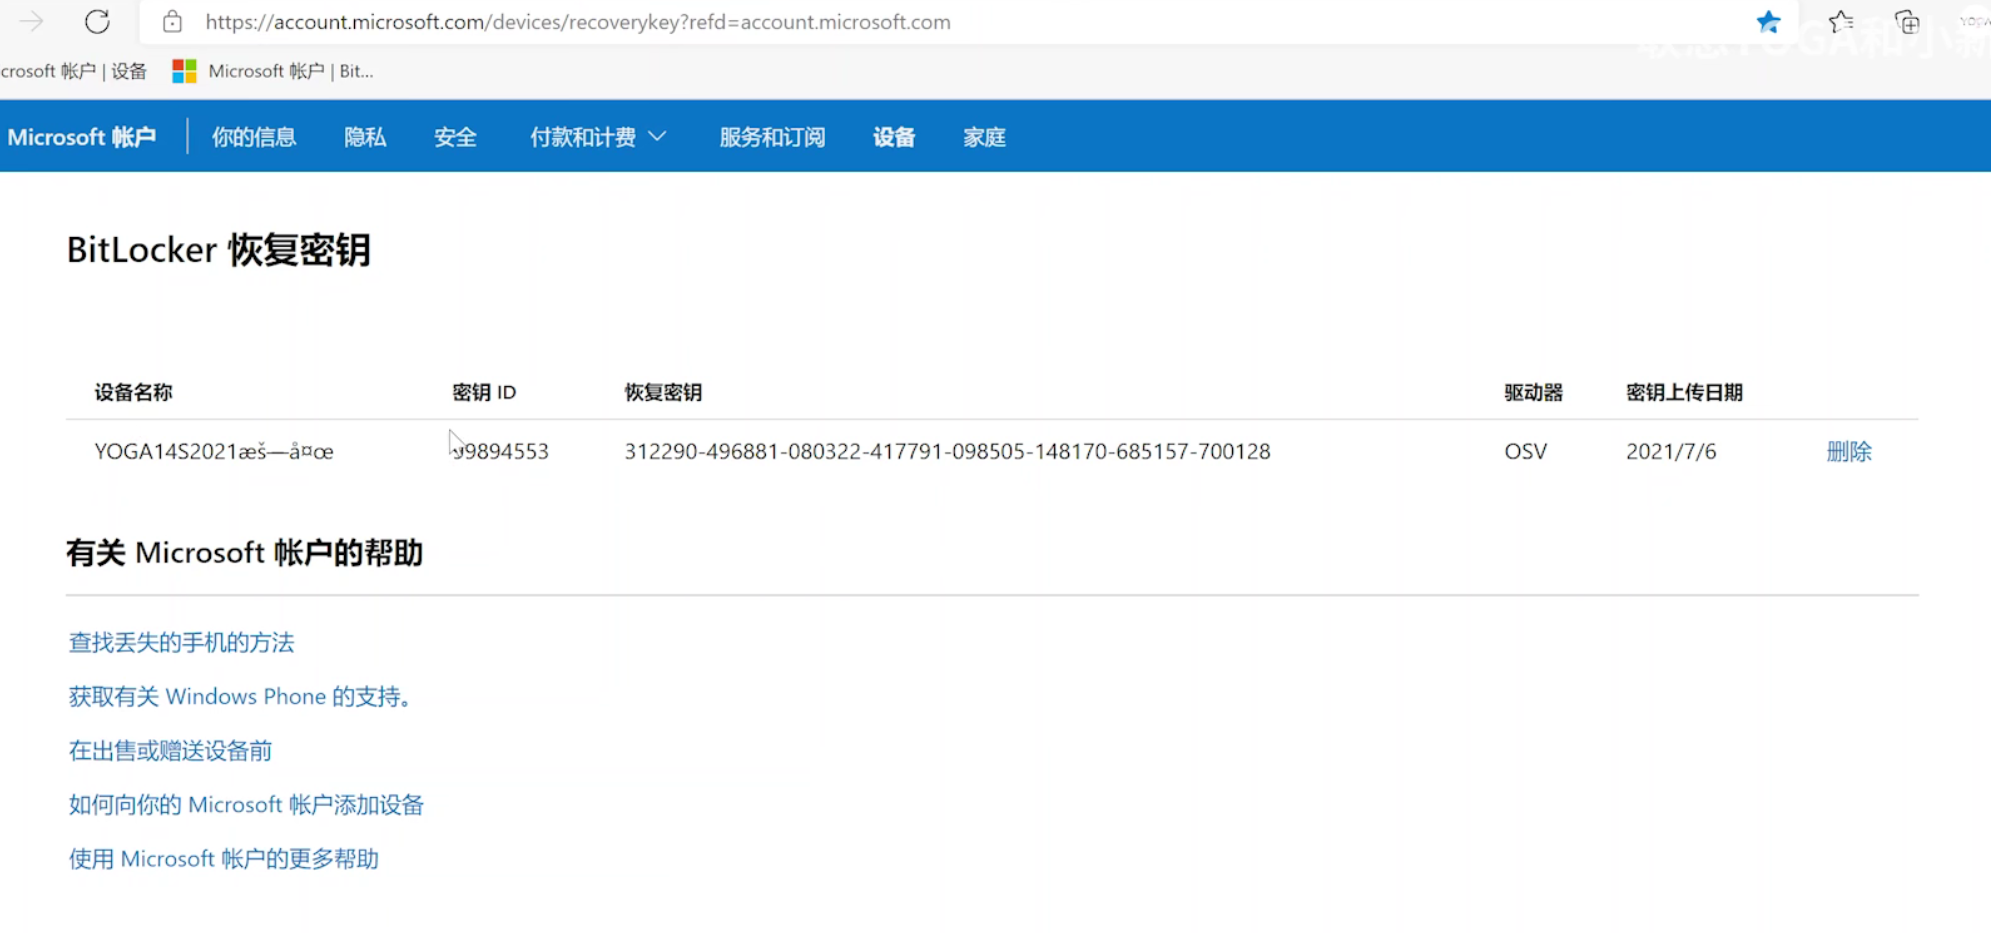 https://account.microsoft.com/devices/recoverykey?refd=account.microsoft.com
crosoft 帐户 | 设备 Microsoft 帐户 | Bit...
Microsoft 帐户 你的信息 隐私 安全 付款和计费 服务和订阅 设备 家庭
BitLocker 恢复密钥
设备名称 密钥 ID 恢复密钥 驱动器 密钥上传日期
YOGA14S2021æš—å¤œ 9894553 312290-496881-080322-417791-098505-148170-685157-700128 OSV 2021/7/6 删除
有关 Microsoft 帐户的帮助
查找丢失的手机的方法
获取有关 Windows Phone 的支持。
在出售或赠送设备前
如何向你的 Microsoft 帐户添加设备
使用 Microsoft 帐户的更多帮助